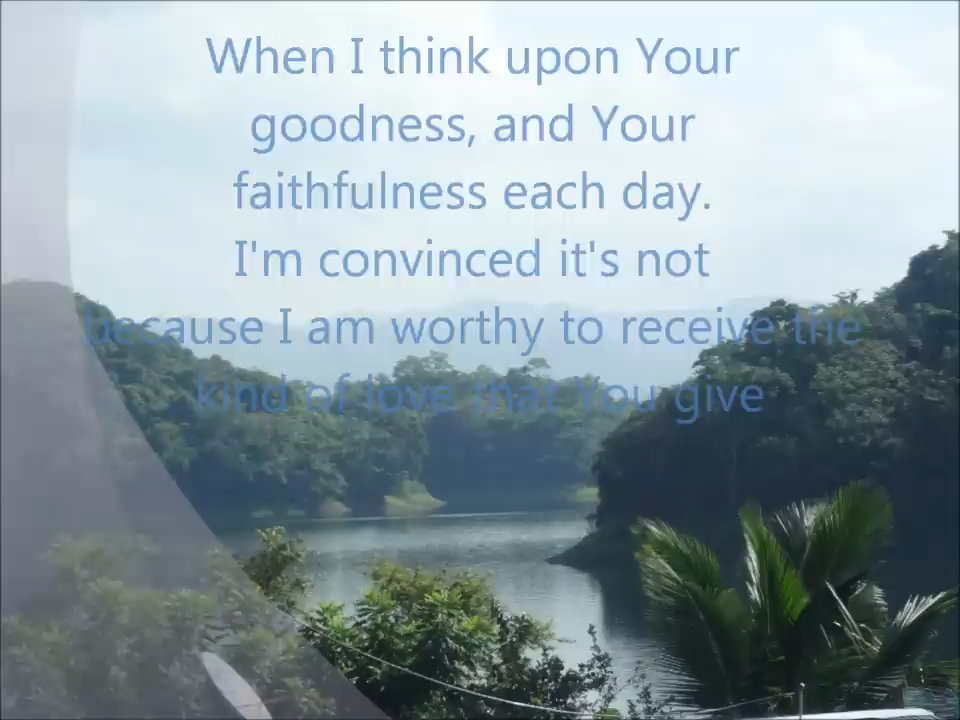 When I think upon Your
goodness, and Your
faithfulness each day.
I'm convinced it's not
because I am worthy to receive the
kind of love that You give